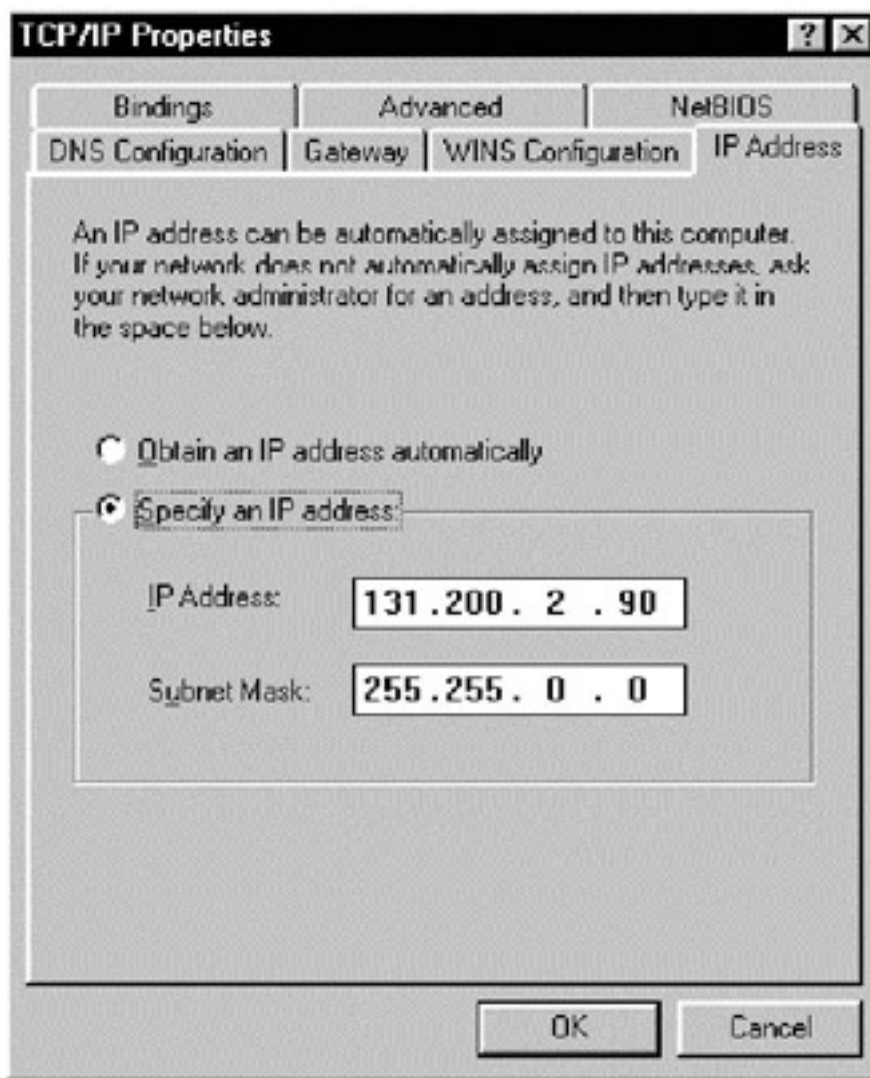 TCP/IP Properties
Bindings Advanced NetBIOS
DNS Configuration Gateway WINS Configuration IP Address
An IP address can be automatically assigned to this computer.
If your network does not automatically assign IP addresses, ask
your network administrator for an address, and then type it in
the space below.
Obtain an IP address automatically
Specify an IP address:
IP Address: 131.200. 2 . 90
Subnet Mask: 255.255. 0 . 0
OK Cancel